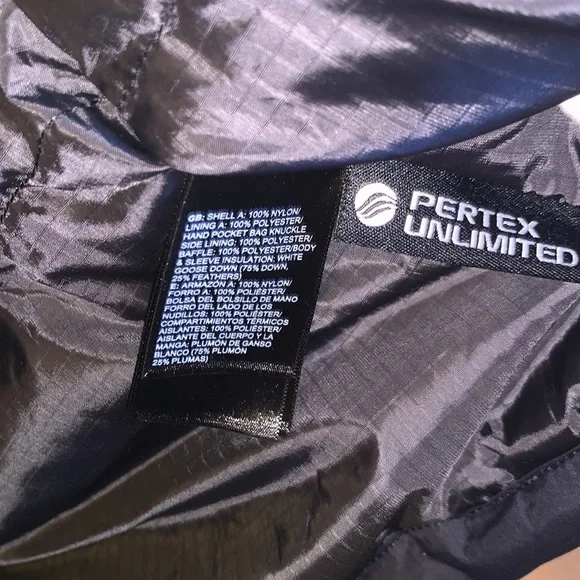 GB: SHELL A: 100% NYLON/
LINING A: 100% POLYESTER/
HAND POCKET BAG KNUCKLE
SIDE LINING: 100% POLYESTER/
BAFFLE: 100% POLYESTER/BODY
& SLEEVE INSULATION: WHITE
GOOSE DOWN (75% DOWN,
25% FEATHERS)
E: ARMAZÓN A: 100% NYLON/
FORRO A: 100% POLIÉSTER/
BOLSA DEL BOLSILLO DE MANO
FORRO DEL LADO DE LOS
NUDILLOS: 100% POLIÉSTER/
COMPARTIMIENTOS TÉRMICOS
AISLANTES: 100% POLIÉSTER/
AISLANTE DEL CUERPO Y LA
MANGA: PLUMÓN DE GANSO
BLANCO (75% PLUMÓN
25% PLUMAS)
PERTEX
UNLIMITED